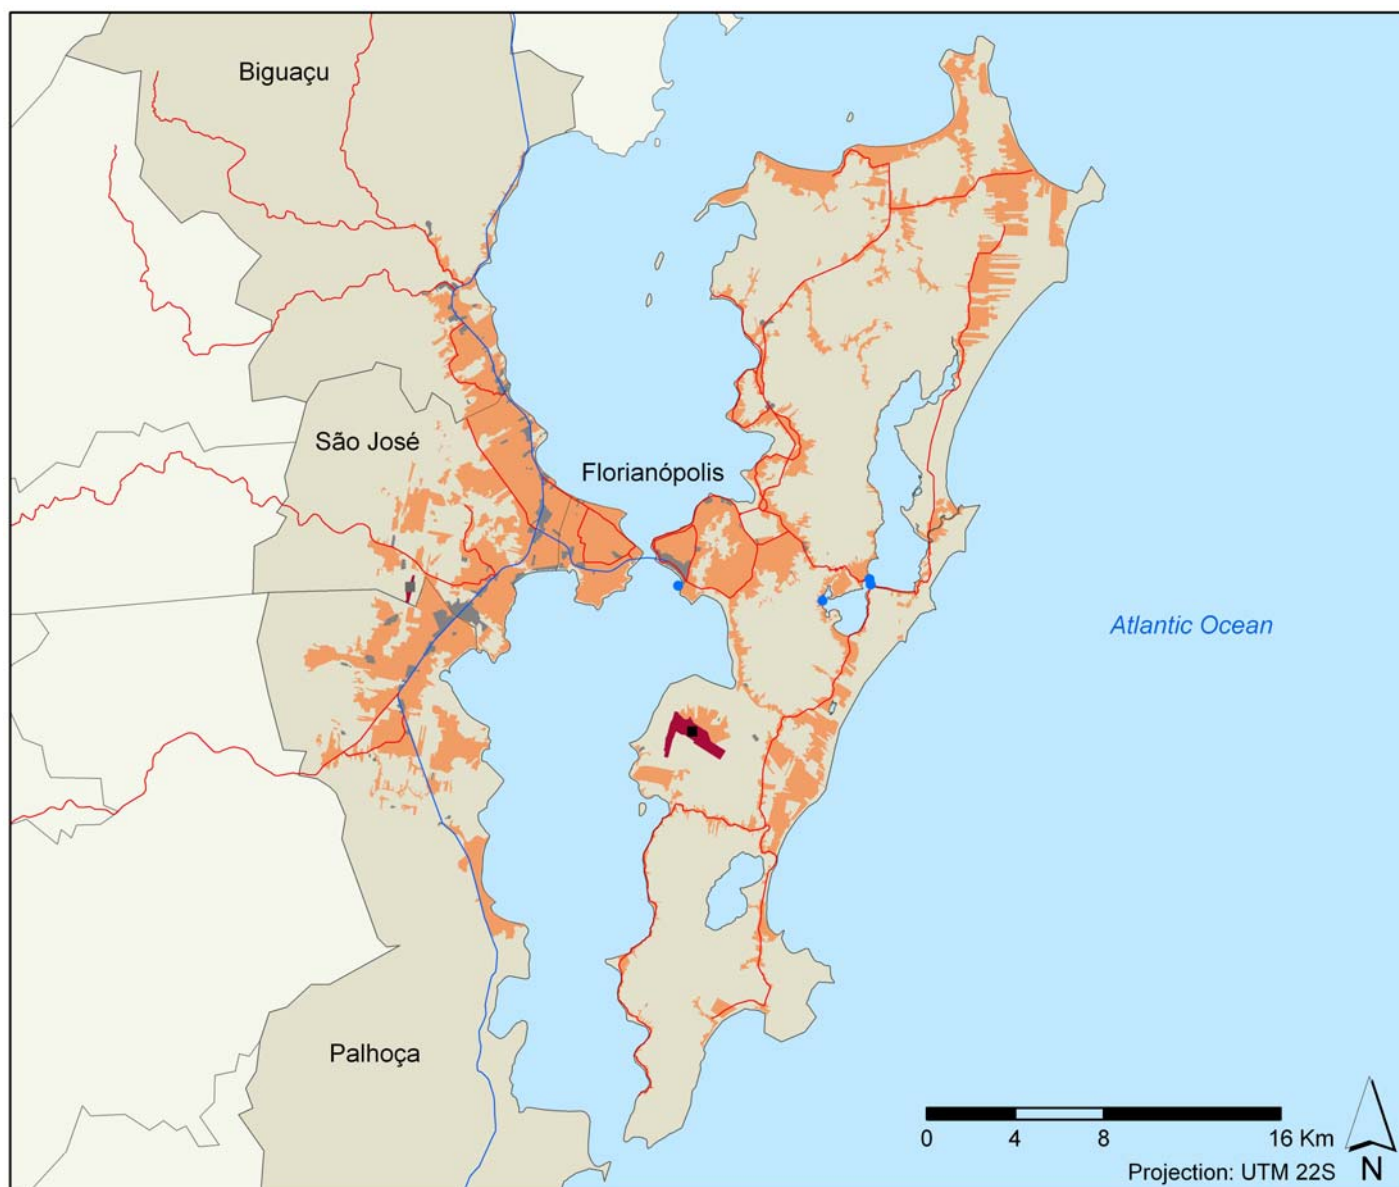 Biguaçu
São José
Florianópolis
Atlantic Ocean
Palhoça
0 4 8 16 Km
Projection: UTM 22S
N